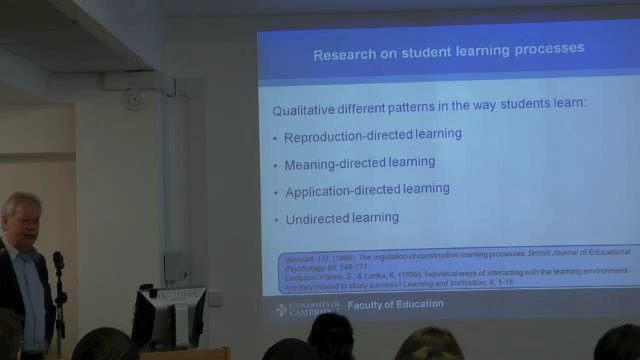 Research on student learning processes
Qualitative different patterns in the way students learn:
• Reproduction-directed learning
• Meaning-directed learning
• Application-directed learning
• Undirected learning
Vermunt, J.D. (1998). The regulation of constructive learning processes. British Journal of Educational
Psychology, 68, 149-171
Lindblom-Ylänne, S., & Lonka, K. (1999). Individual ways of interacting with the learning environment -
Are they related to study success? Learning and Instruction, 9, 1-18.
UNIVERSITY OF
CAMBRIDGE
Faculty of Education